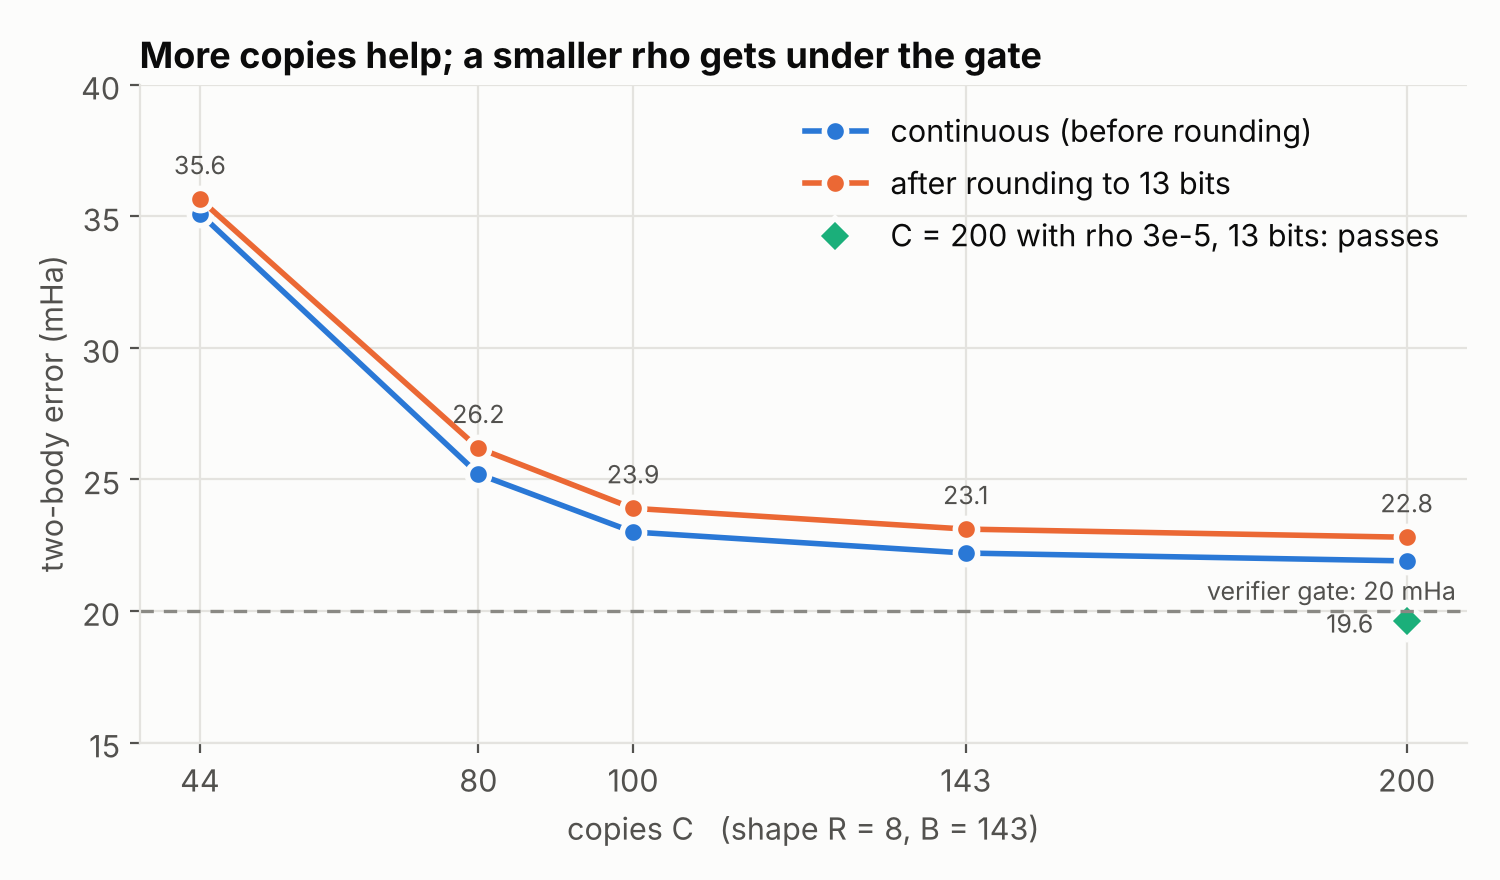 More copies help; a smaller rho gets under the gate
40
35
30
25
20
15
two-body error (mHa)
continuous (before rounding)
after rounding to 13 bits
C = 200 with rho 3e-5, 13 bits: passes
35.6
26.2
23.9
23.1
22.8
verifier gate: 20 mHa
19.6
44 80 100 143 200
copies C (shape R = 8, B = 143)